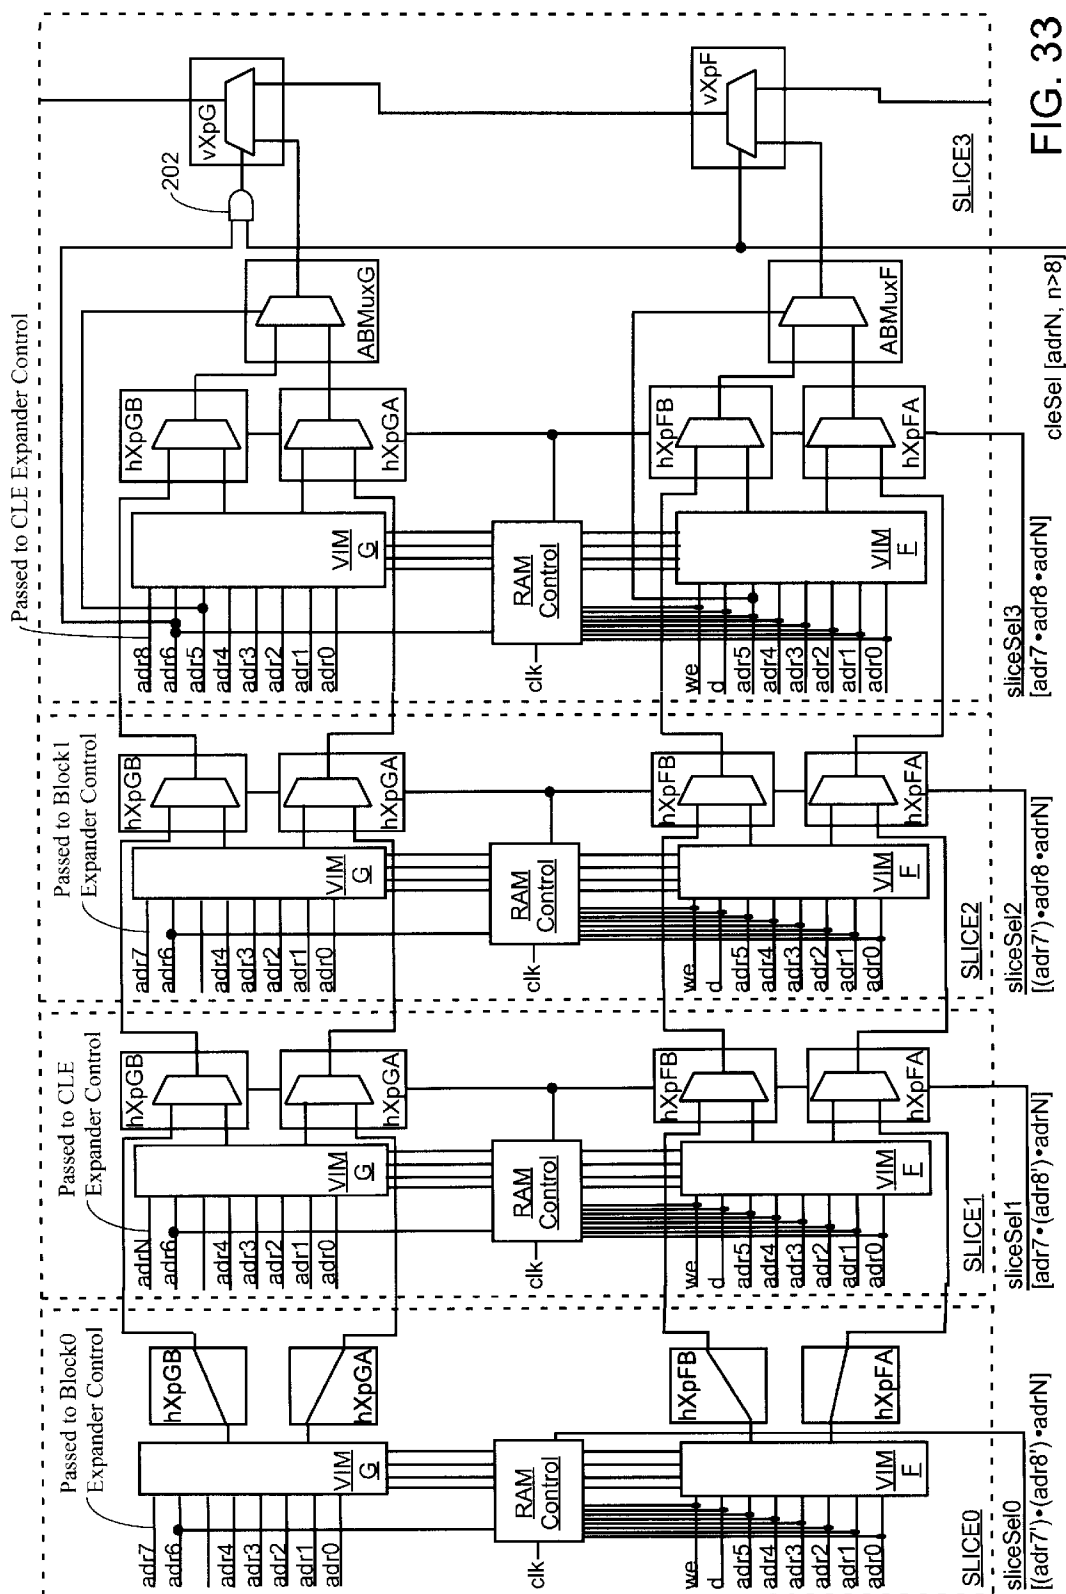 Passed to Block0
Expander Control
adr7
adr6
adr4
adr3
adr2
adr1
adr0
VIM
G
hXpGB
hXpGA
clk
RAM
Control
we
d
adr5
adr4
adr3
adr2
adr1
adr0
VIM
F
hXpFB
hXpFA
SLICE0
sliceSel0
[(adr7')•(adr8')•adrN]
Passed to CLE
Expander Control
adrN
adr6
adr4
adr3
adr2
adr1
adr0
VIM
G
hXpGB
hXpGA
clk
RAM
Control
we
d
adr5
adr4
adr3
adr2
adr1
adr0
VIM
F
hXpFB
hXpFA
SLICE1
sliceSel1
[adr7•(adr8')•adrN]
Passed to Block1
Expander Control
adr7
adr6
adr4
adr3
adr2
adr1
adr0
VIM
G
hXpGB
hXpGA
clk
RAM
Control
we
d
adr5
adr4
adr3
adr2
adr1
adr0
VIM
F
hXpFB
hXpFA
SLICE2
sliceSel2
[(adr7')•adr8•adrN]
Passed to CLE Expander Control
adr8
adr6
adr5
adr4
adr3
adr2
adr1
adr0
VIM
G
hXpGB
hXpGA
ABMuxG
202
vXpG
clk
RAM
Control
we
d
adr5
adr4
adr3
adr2
adr1
adr0
VIM
F
hXpFB
hXpFA
ABMuxF
vXpF
SLICE3
sliceSel3
[adr7•adr8•adrN]
cleSel [adrN, n>8]
FIG. 33